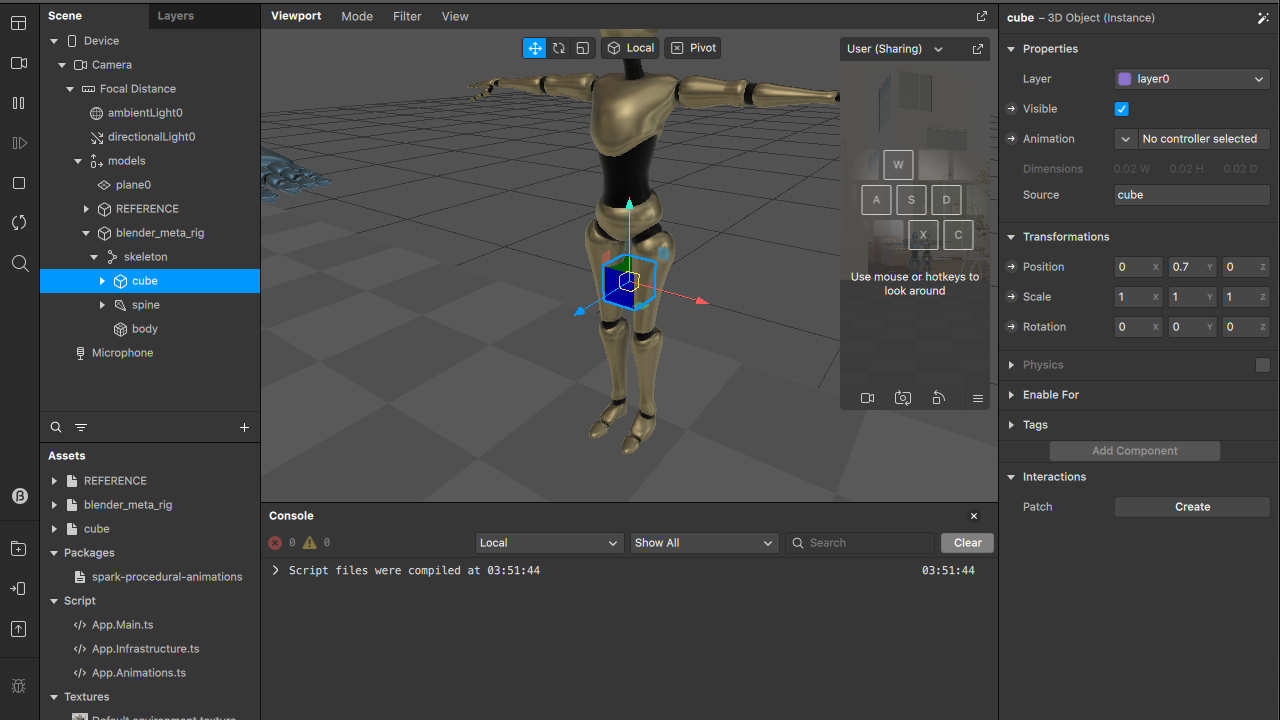 Scene
Layers
Device
Camera
Focal Distance
ambientLight0
directionalLight0
models
plane0
REFERENCE
blender_meta_rig
skeleton
cube
spine
body
Microphone
Assets
REFERENCE
blender_meta_rig
cube
Packages
spark-procedural-animations
Script
App.Main.ts
App.Infrastructure.ts
App.Animations.ts
Textures
Viewport Mode Filter View
Local
Pivot
User (Sharing)
W
A S D
X C
Use mouse or hotkeys to
look around
Console
0 0
Local
Show All
Search
Clear
Script files were compiled at 03:51:44 03:51:44
cube – 3D Object (Instance)
Properties
Layer layer0
Visible
Animation No controller selected
Dimensions 0.02 W 0.02 H 0.02 D
Source cube
Transformations
Position 0 X 0.7 Y 0 Z
Scale 1 X 1 Y 1 Z
Rotation 0 X 0 Y 0 Z
Physics
Enable For
Tags
Add Component
Interactions
Patch Create